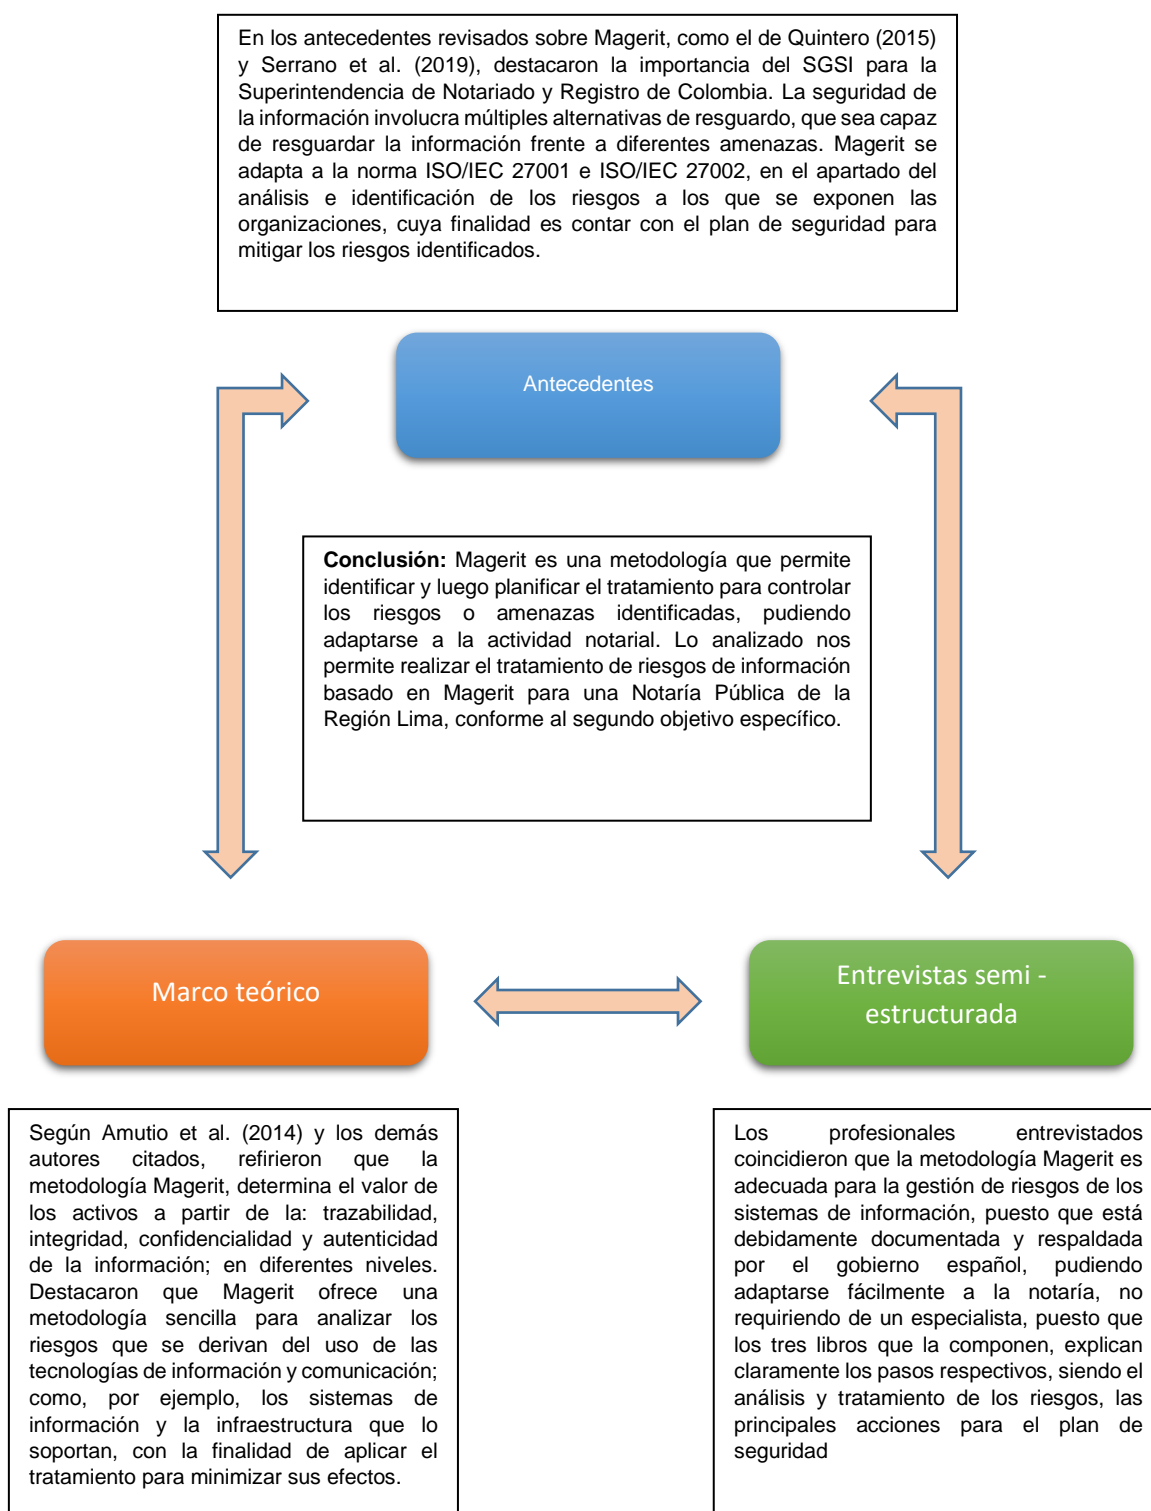 En los antecedentes revisados sobre Magerit, como el de Quintero (2015)
y Serrano et al. (2019), destacaron la importancia del SGSI para la
Superintendencia de Notariado y Registro de Colombia. La seguridad de
la información involucra múltiples alternativas de resguardo, que sea capaz
de resguardar la información frente a diferentes amenazas. Magerit se
adapta a la norma ISO/IEC 27001 e ISO/IEC 27002, en el apartado del
análisis e identificación de los riesgos a los que se exponen las
organizaciones, cuya finalidad es contar con el plan de seguridad para
mitigar los riesgos identificados.
Antecedentes
Conclusión: Magerit es una metodología que permite
identificar y luego planificar el tratamiento para controlar
los riesgos o amenazas identificadas, pudiendo
adaptarse a la actividad notarial. Lo analizado nos
permite realizar el tratamiento de riesgos de información
basado en Magerit para una Notaría Pública de la
Región Lima, conforme al segundo objetivo específico.
Marco teórico
Entrevistas semi -
estructurada
Según Amutio et al. (2014) y los demás
autores citados, refirieron que la
metodología Magerit, determina el valor de
los activos a partir de la: trazabilidad,
integridad, confidencialidad y autenticidad
de la información; en diferentes niveles.
Destacaron que Magerit ofrece una
metodología sencilla para analizar los
riesgos que se derivan del uso de las
tecnologías de información y comunicación;
como, por ejemplo, los sistemas de
información y la infraestructura que lo
soportan, con la finalidad de aplicar el
tratamiento para minimizar sus efectos.
Los profesionales entrevistados
coincidieron que la metodología Magerit es
adecuada para la gestión de riesgos de los
sistemas de información, puesto que está
debidamente documentada y respaldada
por el gobierno español, pudiendo
adaptarse fácilmente a la notaría, no
requiriendo de un especialista, puesto que
los tres libros que la componen, explican
claramente los pasos respectivos, siendo el
análisis y tratamiento de los riesgos, las
principales acciones para el plan de
seguridad